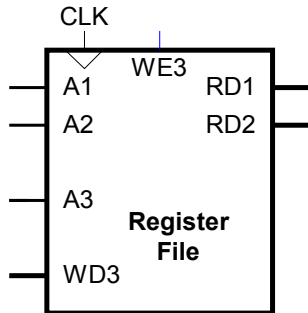 CLK
WE3
A1 RD1
A2 RD2
A3
Register
File
WD3